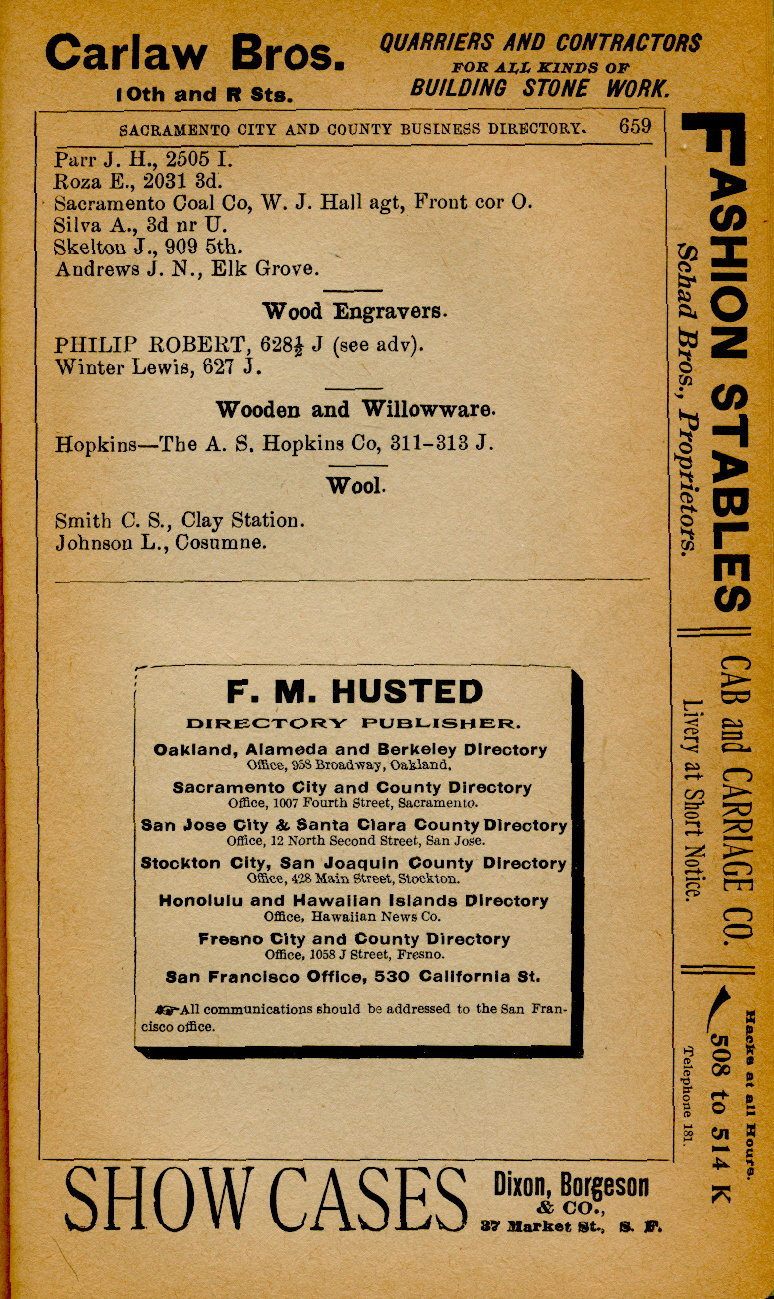 Carlaw Bros.
10th and R Sts.
QUARRIERS AND CONTRACTORS
FOR ALL KINDS OF
BUILDING STONE WORK.
SACRAMENTO CITY AND COUNTY BUSINESS DIRECTORY. 659
Parr J. H., 2505 I.
Roza E., 2031 3d.
Sacramento Coal Co, W. J. Hall agt, Front cor O.
Silva A., 3d nr U.
Skelton J., 909 5th.
Andrews J. N., Elk Grove.
Wood Engravers.
PHILIP ROBERT, 628½ J (see adv).
Winter Lewis, 627 J.
Wooden and Willowware.
Hopkins—The A. S. Hopkins Co, 311-313 J.
Wool.
Smith C. S., Clay Station.
Johnson L., Cosumne.
F. M. HUSTED
DIRECTORY PUBLISHER.
Oakland, Alameda and Berkeley Directory
Office, 958 Broadway, Oakland.
Sacramento City and County Directory
Office, 1007 Fourth Street, Sacramento.
San Jose City & Santa Clara County Directory
Office, 12 North Second Street, San Jose.
Stockton City, San Joaquin County Directory
Office, 428 Main Street, Stockton.
Honolulu and Hawaiian Islands Directory
Office, Hawaiian News Co.
Fresno City and County Directory
Office, 1058 J Street, Fresno.
San Francisco Office, 530 California St.
☞All communications should be addressed to the San Fran-
cisco office.
FASHION STABLES
Schad Bros., Proprietors.
CAB and CARRIAGE CO.
Livery at Short Notice.
Hacks at all Hours.
508 to 514 K
Telephone 181.
SHOW CASES
Dixon, Borgeson
& CO.,
37 Market St., S. F.